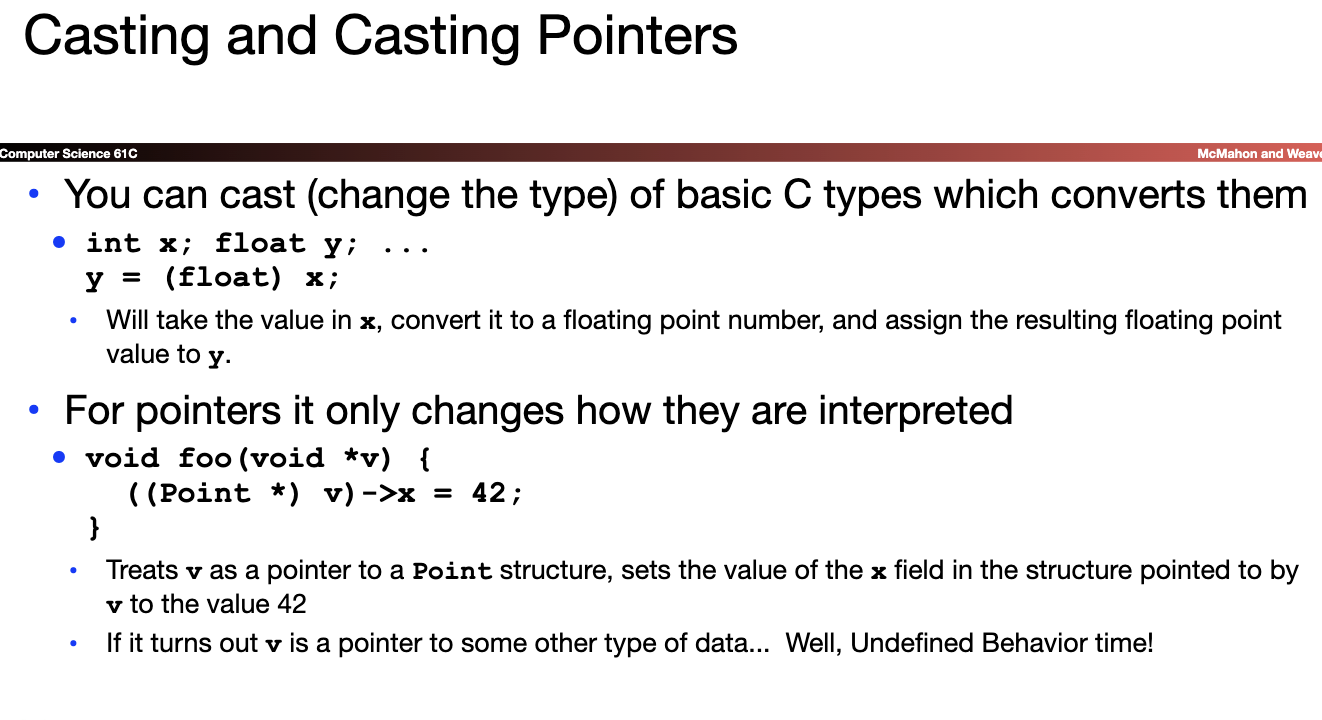 Casting and Casting Pointers
Computer Science 61C
McMahon and Weave
• You can cast (change the type) of basic C types which converts them
• int x; float y; ...
y = (float) x;
• Will take the value in x, convert it to a floating point number, and assign the resulting floating point
value to y.
• For pointers it only changes how they are interpreted
• void foo(void *v) {
((Point *) v)->x = 42;
}
• Treats v as a pointer to a Point structure, sets the value of the x field in the structure pointed to by
v to the value 42
• If it turns out v is a pointer to some other type of data... Well, Undefined Behavior time!